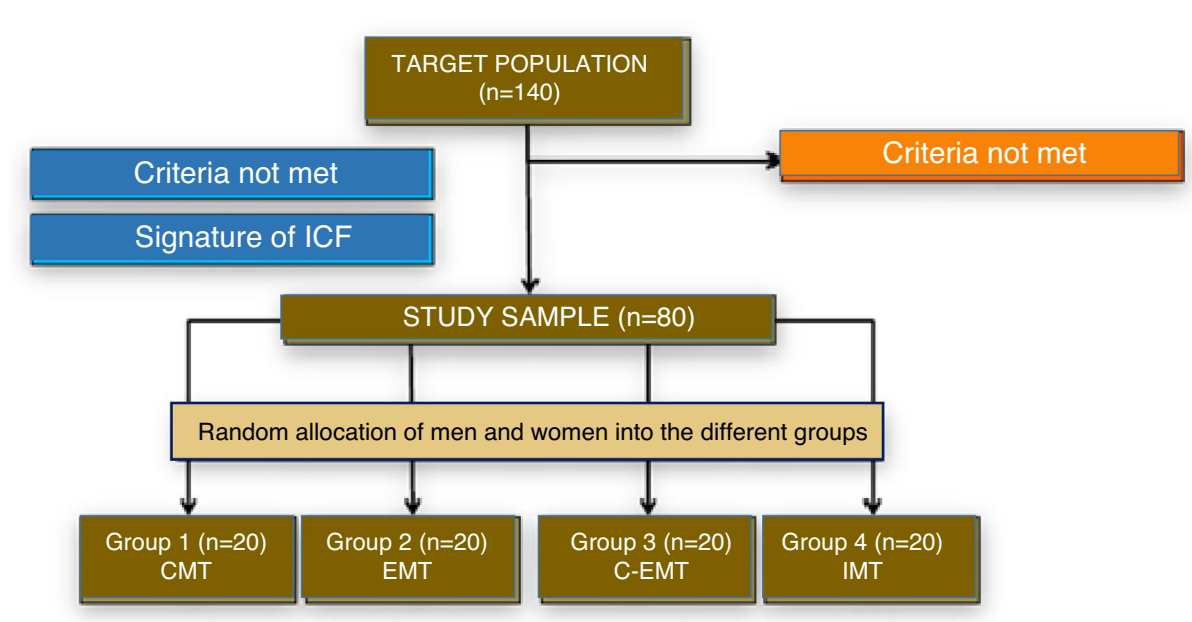 TARGET POPULATION
(n=140)
Criteria not met
Criteria not met
Signature of ICF
STUDY SAMPLE (n=80)
Random allocation of men and women into the different groups
Group 1 (n=20)
CMT
Group 2 (n=20)
EMT
Group 3 (n=20)
C-EMT
Group 4 (n=20)
IMT